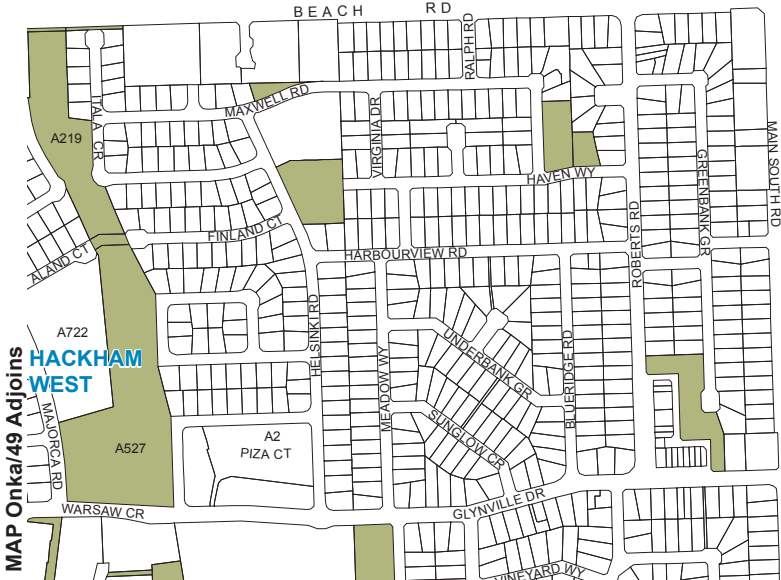 BEACH RD
RALPH RD
ITALA CR
MAXWELL RD
VIRGINIA DR
A219
MAIN SOUTH RD
GREENBANK GR
HAVEN WY
ROBERTS RD
FINLAND CT
HARBOURVIEW RD
ALAND CT
HELSINKI RD
A722
HACKHAM
WEST
MEADOW WY
UNDERBANK GR
BLUERIDGE RD
MAP Onka/49 Adjoins
MAJORCA RD
A527
A2
PIZA CT
SUNGLOW CR
WARSAW CR
GLYNVILLE DR
VINEYARD WY